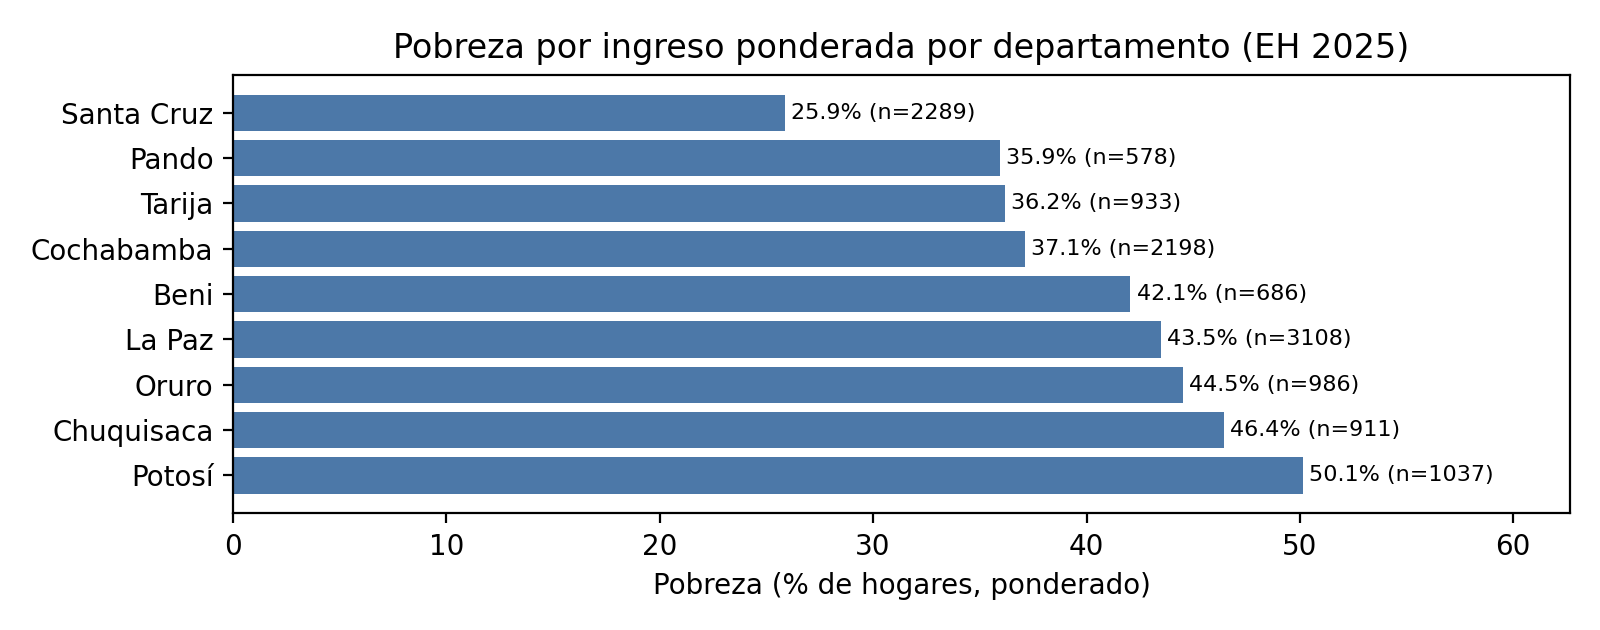 Pobreza por ingreso ponderada por departamento (EH 2025)
Santa Cruz 25.9% (n=2289)
Pando 35.9% (n=578)
Tarija 36.2% (n=933)
Cochabamba 37.1% (n=2198)
Beni 42.1% (n=686)
La Paz 43.5% (n=3108)
Oruro 44.5% (n=986)
Chuquisaca 46.4% (n=911)
Potosí 50.1% (n=1037)
0 10 20 30 40 50 60
Pobreza (% de hogares, ponderado)